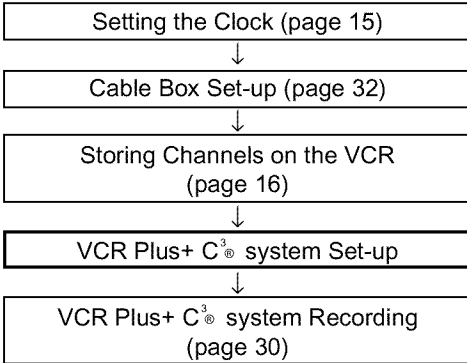 Setting the Clock (page 15)
↓
Cable Box Set-up (page 32)
↓
Storing Channels on the VCR
(page 16)
↓
VCR Plus+ C³® system Set-up
↓
VCR Plus+ C³® system Recording
(page 30)